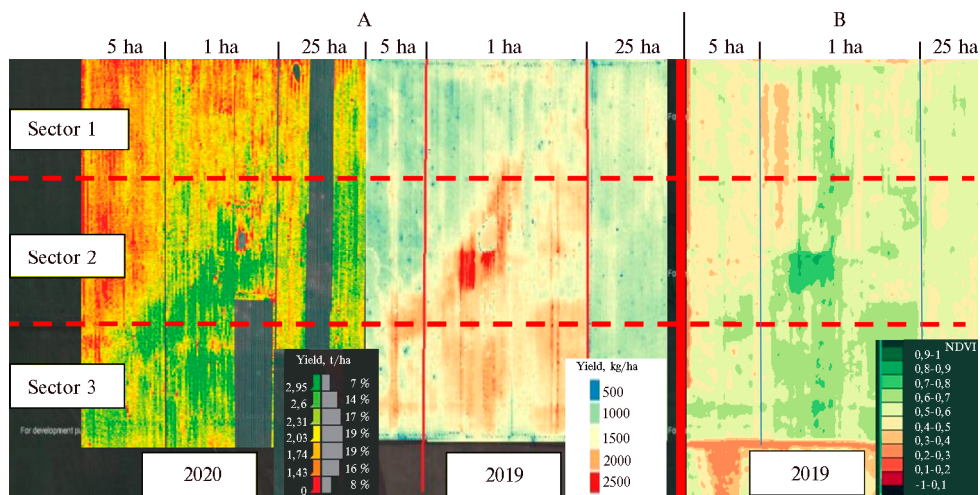 A
B
5 ha
1 ha
25 ha
5 ha
1 ha
25 ha
5 ha
1 ha
25 ha
Sector 1
Sector 2
Sector 3
For development pu
Fo
Fo
Yield, t/ha
2,95
2,6
2,31
2,03
1,74
1,43
0
7 %
14 %
17 %
19 %
19 %
16 %
8 %
Yield, kg/ha
500
1000
1500
2000
2500
NDVI
0,9-1
0,8-0,9
0,7-0,8
0,6-0,7
0,5-0,6
0,4-0,5
0,3-0,4
0,2-0,3
0,1-0,2
-1-0,1
2020
2019
2019